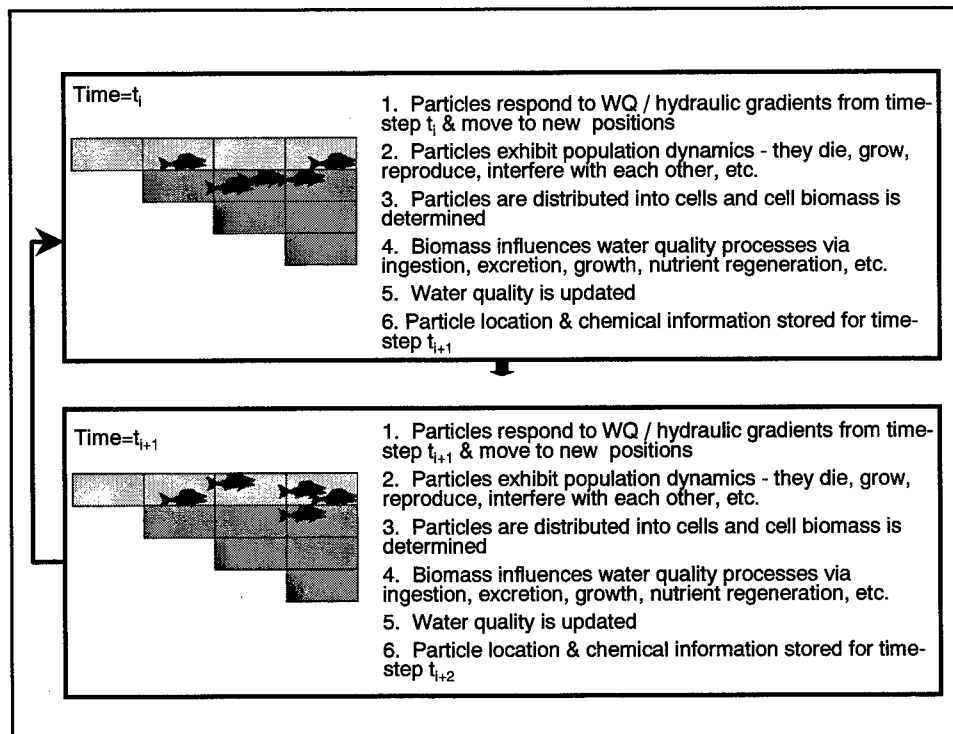 Time=tᵢ
1. Particles respond to WQ / hydraulic gradients from time-
step tᵢ & move to new positions
2. Particles exhibit population dynamics - they die, grow,
reproduce, interfere with each other, etc.
3. Particles are distributed into cells and cell biomass is
determined
4. Biomass influences water quality processes via
ingestion, excretion, growth, nutrient regeneration, etc.
5. Water quality is updated
6. Particle location & chemical information stored for time-
step tᵢ₊₁
Time=tᵢ₊₁
1. Particles respond to WQ / hydraulic gradients from time-
step tᵢ₊₁ & move to new positions
2. Particles exhibit population dynamics - they die, grow,
reproduce, interfere with each other, etc.
3. Particles are distributed into cells and cell biomass is
determined
4. Biomass influences water quality processes via
ingestion, excretion, growth, nutrient regeneration, etc.
5. Water quality is updated
6. Particle location & chemical information stored for time-
step tᵢ₊₂